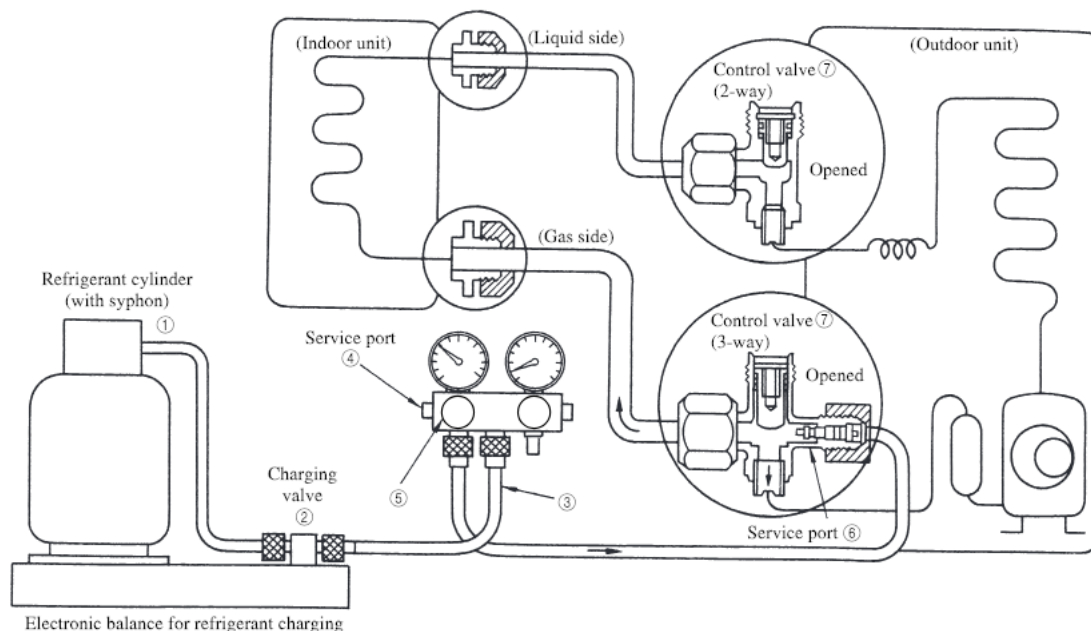 (Indoor unit)
(Liquid side)
(Outdoor unit)
Control valve ⑦
(2-way)
Opened
(Gas side)
Refrigerant cylinder
(with syphon)
①
Service port
④
Control valve ⑦
(3-way)
Opened
Charging
valve
②
⑤
③
Service port ⑥
Electronic balance for refrigerant charging